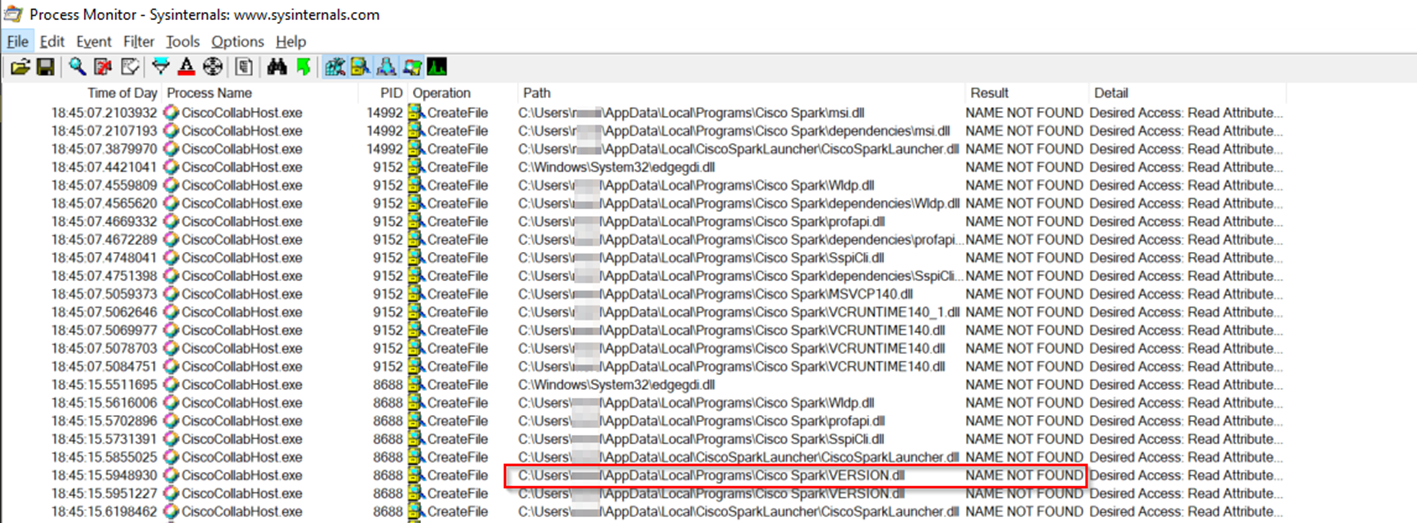 Process Monitor - Sysinternals: www.sysinternals.com
File Edit Event Filter Tools Options Help
Time of Day Process Name PID Operation Path Result Detail
18:45:07.2103932 CiscoCollabHost.exe 14992 CreateFile C:\Users\ \AppData\Local\Programs\Cisco Spark\msi.dll NAME NOT FOUND Desired Access: Read Attribute...
18:45:07.2107193 CiscoCollabHost.exe 14992 CreateFile C:\Users\ \AppData\Local\Programs\Cisco Spark\dependencies\msi.dll NAME NOT FOUND Desired Access: Read Attribute...
18:45:07.3879970 CiscoCollabHost.exe 14992 CreateFile C:\Users\ \AppData\Local\CiscoSparkLauncher\CiscoSparkLauncher.dll NAME NOT FOUND Desired Access: Read Attribute...
18:45:07.4421041 CiscoCollabHost.exe 9152 CreateFile C:\Windows\System32\edgegdi.dll NAME NOT FOUND Desired Access: Read Attribute...
18:45:07.4559809 CiscoCollabHost.exe 9152 CreateFile C:\Users\ \AppData\Local\Programs\Cisco Spark\Wldp.dll NAME NOT FOUND Desired Access: Read Attribute...
18:45:07.4565620 CiscoCollabHost.exe 9152 CreateFile C:\Users\ \AppData\Local\Programs\Cisco Spark\dependencies\Wldp.dll NAME NOT FOUND Desired Access: Read Attribute...
18:45:07.4669332 CiscoCollabHost.exe 9152 CreateFile C:\Users\ \AppData\Local\Programs\Cisco Spark\profapi.dll NAME NOT FOUND Desired Access: Read Attribute...
18:45:07.4672289 CiscoCollabHost.exe 9152 CreateFile C:\Users\ \AppData\Local\Programs\Cisco Spark\dependencies\profapi... NAME NOT FOUND Desired Access: Read Attribute...
18:45:07.4748041 CiscoCollabHost.exe 9152 CreateFile C:\Users\ \AppData\Local\Programs\Cisco Spark\SspiCli.dll NAME NOT FOUND Desired Access: Read Attribute...
18:45:07.4751398 CiscoCollabHost.exe 9152 CreateFile C:\Users\ \AppData\Local\Programs\Cisco Spark\dependencies\SspiCli... NAME NOT FOUND Desired Access: Read Attribute...
18:45:07.5059373 CiscoCollabHost.exe 9152 CreateFile C:\Users\ \AppData\Local\Programs\Cisco Spark\MSVCP140.dll NAME NOT FOUND Desired Access: Read Attribute...
18:45:07.5062646 CiscoCollabHost.exe 9152 CreateFile C:\Users\ \AppData\Local\Programs\Cisco Spark\VCRUNTIME140_1.dll NAME NOT FOUND Desired Access: Read Attribute...
18:45:07.5069977 CiscoCollabHost.exe 9152 CreateFile C:\Users\ \AppData\Local\Programs\Cisco Spark\VCRUNTIME140.dll NAME NOT FOUND Desired Access: Read Attribute...
18:45:07.5078703 CiscoCollabHost.exe 9152 CreateFile C:\Users\ \AppData\Local\Programs\Cisco Spark\VCRUNTIME140.dll NAME NOT FOUND Desired Access: Read Attribute...
18:45:07.5084751 CiscoCollabHost.exe 9152 CreateFile C:\Users\ \AppData\Local\Programs\Cisco Spark\VCRUNTIME140.dll NAME NOT FOUND Desired Access: Read Attribute...
18:45:15.5511695 CiscoCollabHost.exe 8688 CreateFile C:\Windows\System32\edgegdi.dll NAME NOT FOUND Desired Access: Read Attribute...
18:45:15.5616006 CiscoCollabHost.exe 8688 CreateFile C:\Users\ \AppData\Local\Programs\Cisco Spark\Wldp.dll NAME NOT FOUND Desired Access: Read Attribute...
18:45:15.5702896 CiscoCollabHost.exe 8688 CreateFile C:\Users\ \AppData\Local\Programs\Cisco Spark\profapi.dll NAME NOT FOUND Desired Access: Read Attribute...
18:45:15.5731391 CiscoCollabHost.exe 8688 CreateFile C:\Users\ \AppData\Local\Programs\Cisco Spark\SspiCli.dll NAME NOT FOUND Desired Access: Read Attribute...
18:45:15.5855025 CiscoCollabHost.exe 8688 CreateFile C:\Users\ \AppData\Local\CiscoSparkLauncher\CiscoSparkLauncher.dll NAME NOT FOUND Desired Access: Read Attribute...
18:45:15.5948930 CiscoCollabHost.exe 8688 CreateFile C:\Users\ \AppData\Local\Programs\Cisco Spark\VERSION.dll NAME NOT FOUND Desired Access: Read Attribute...
18:45:15.5951227 CiscoCollabHost.exe 8688 CreateFile C:\Users\ \AppData\Local\Programs\Cisco Spark\VERSION.dll NAME NOT FOUND Desired Access: Read Attribute...
18:45:15.6198462 CiscoCollabHost.exe 8688 CreateFile C:\Users\ \AppData\Local\CiscoSparkLauncher\CiscoSparkLauncher.dll NAME NOT FOUND Desired Access: Read Attribute...